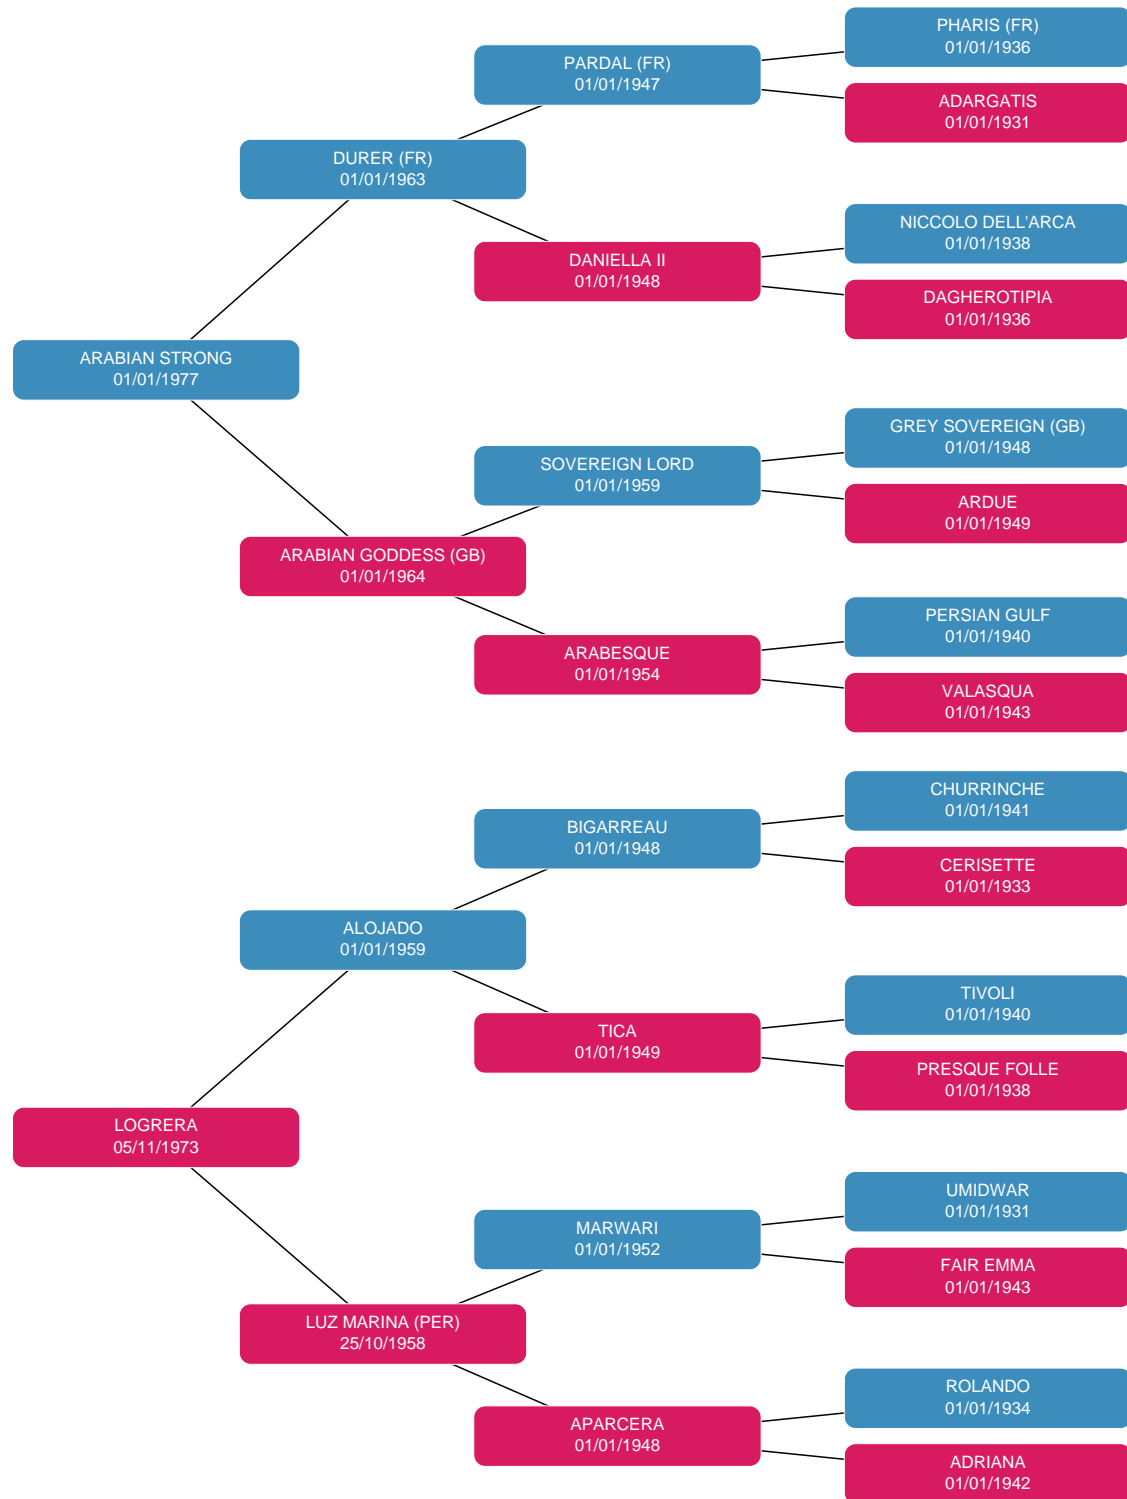 PHARIS (FR)
01/01/1936
PARDAL (FR)
01/01/1947
ADARGATIS
01/01/1931
DURER (FR)
01/01/1963
NICCOLO DELL'ARCA
01/01/1938
DANIELLA II
01/01/1948
DAGHEROTIPIA
01/01/1936
ARABIAN STRONG
01/01/1977
GREY SOVEREIGN (GB)
01/01/1948
SOVEREIGN LORD
01/01/1959
ARDUE
01/01/1949
ARABIAN GODDESS (GB)
01/01/1964
PERSIAN GULF
01/01/1940
ARABESQUE
01/01/1954
VALASQUA
01/01/1943
CHURRINCHE
01/01/1941
BIGARREAU
01/01/1948
CERISETTE
01/01/1933
ALOJADO
01/01/1959
TIVOLI
01/01/1940
TICA
01/01/1949
PRESQUE FOLLE
01/01/1938
LOGRERA
05/11/1973
UMIDWAR
01/01/1931
MARWARI
01/01/1952
FAIR EMMA
01/01/1943
LUZ MARINA (PER)
25/10/1958
ROLANDO
01/01/1934
APARCERA
01/01/1948
ADRIANA
01/01/1942